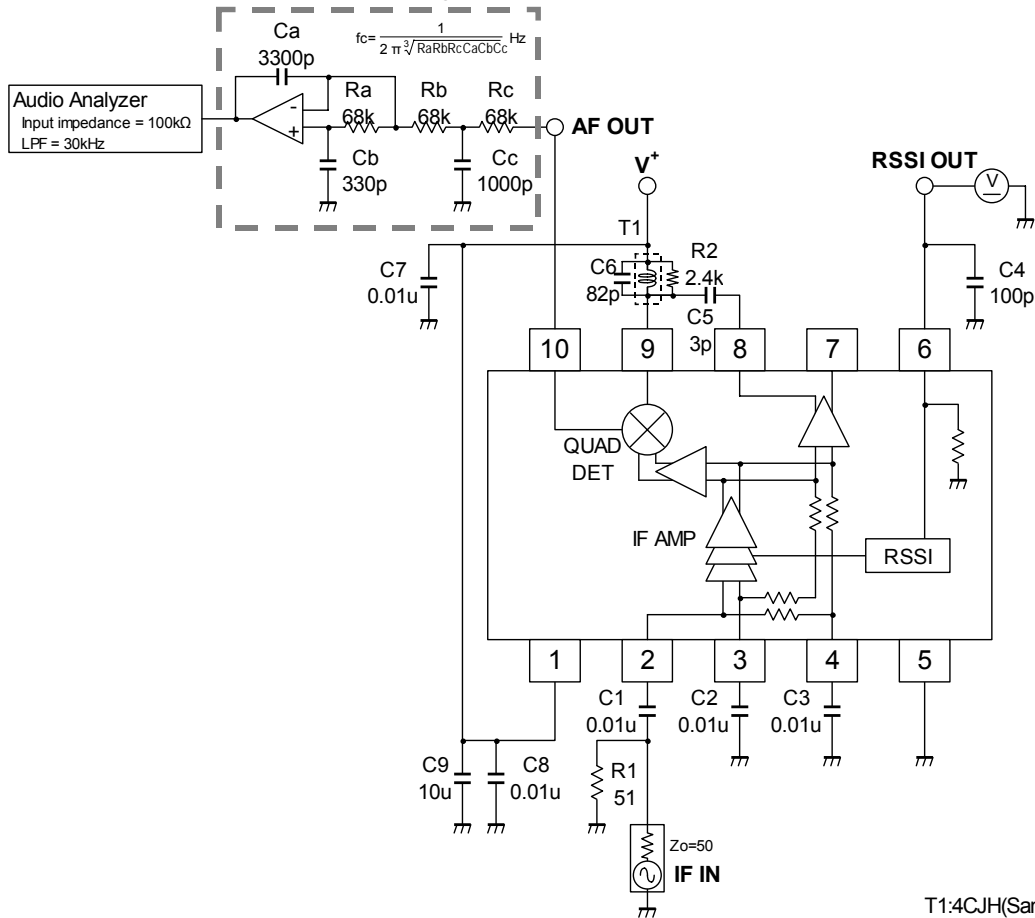 Ca
3300p
fc= 1 / 2 π ∛RaRbRcCaCbCc Hz
Audio Analyzer
Input impedance = 100kΩ
LPF = 30kHz
Ra
68k
Rb
68k
Rc
68k
-
+
AF OUT
Cb
330p
Cc
1000p
V+
RSSI OUT
V
T1
C7
0.01u
C6
82p
R2
2.4k
C5
3p
C4
100p
10
9
8
7
6
QUAD
DET
IF AMP
RSSI
1
2
3
4
5
C1
0.01u
C2
0.01u
C3
0.01u
C9
10u
C8
0.01u
R1
51
Zo=50
IF IN